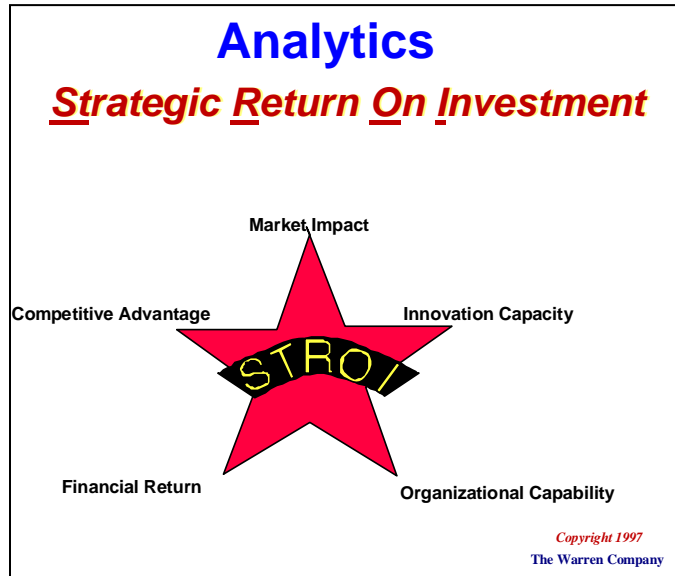 Analytics
Strategic Return On Investment
Market Impact
Competitive Advantage
Innovation Capacity
STROI
Financial Return
Organizational Capability
Copyright 1997
The Warren Company